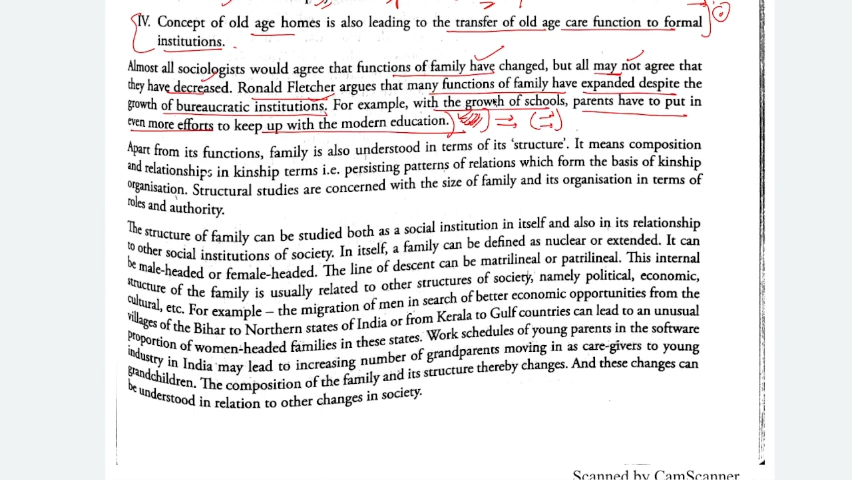 IV. Concept of old age homes is also leading to the transfer of old age care function to formal
institutions.
Almost all sociologists would agree that functions of family have changed, but all may not agree that
they have decreased. Ronald Fletcher argues that many functions of family have expanded despite the
growth of bureaucratic institutions. For example, with the growth of schools, parents have to put in
even more efforts to keep up with the modern education.
Apart from its functions, family is also understood in terms of its 'structure'. It means composition
and relationships in kinship terms i.e. persisting patterns of relations which form the basis of kinship
organisation. Structural studies are concerned with the size of family and its organisation in terms of
roles and authority.
The structure of family can be studied both as a social institution in itself and also in its relationship
to other social institutions of society. In itself, a family can be defined as nuclear or extended. It can
be male-headed or female-headed. The line of descent can be matrilineal or patrilineal. This internal
structure of the family is usually related to other structures of society, namely political, economic,
cultural, etc. For example – the migration of men in search of better economic opportunities from the
villages of the Bihar to Northern states of India or from Kerala to Gulf countries can lead to an unusual
proportion of women-headed families in these states. Work schedules of young parents in the software
industry in India may lead to increasing number of grandparents moving in as care-givers to young
grandchildren. The composition of the family and its structure thereby changes. And these changes can
be understood in relation to other changes in society.
Scanned by CamScanner